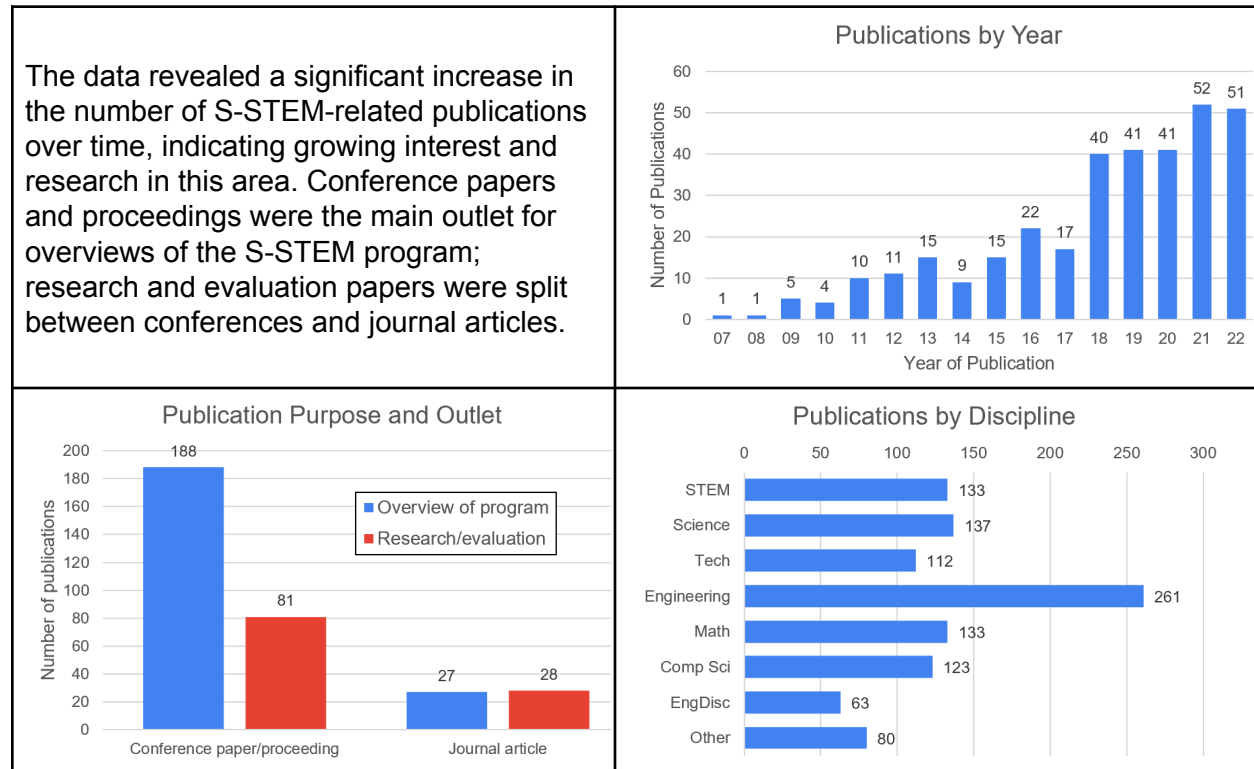 The data revealed a significant increase in
the number of S-STEM-related publications
over time, indicating growing interest and
research in this area. Conference papers
and proceedings were the main outlet for
overviews of the S-STEM program;
research and evaluation papers were split
between conferences and journal articles.
Publications by Year
Number of Publications
60
50
40
30
20
10
0
1
1
5
4
10
11
15
9
15
22
17
40
41
41
52
51
07 08 09 10 11 12 13 14 15 16 17 18 19 20 21 22
Year of Publication
Publication Purpose and Outlet
Number of publications
200
180
160
140
120
100
80
60
40
20
0
188
81
27
28
Overview of program
Research/evaluation
Conference paper/proceeding Journal article
Publications by Discipline
0 50 100 150 200 250 300
STEM 133
Science 137
Tech 112
Engineering 261
Math 133
Comp Sci 123
EngDisc 63
Other 80